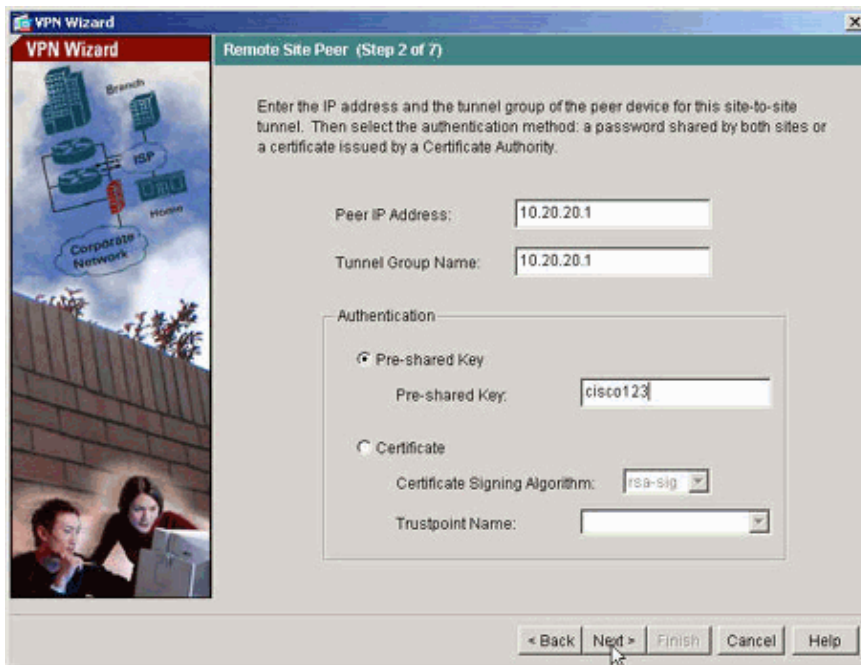 VPN Wizard
VPN Wizard
Branch
ISP
Home
Corporate
Network
Remote Site Peer (Step 2 of 7)
Enter the IP address and the tunnel group of the peer device for this site-to-site
tunnel. Then select the authentication method: a password shared by both sites or
a certificate issued by a Certificate Authority.
Peer IP Address: 10.20.20.1
Tunnel Group Name: 10.20.20.1
Authentication
Pre-shared Key
Pre-shared Key: cisco123
Certificate
Certificate Signing Algorithm: rsa-sig
Trustpoint Name:
< Back Next > Finish Cancel Help